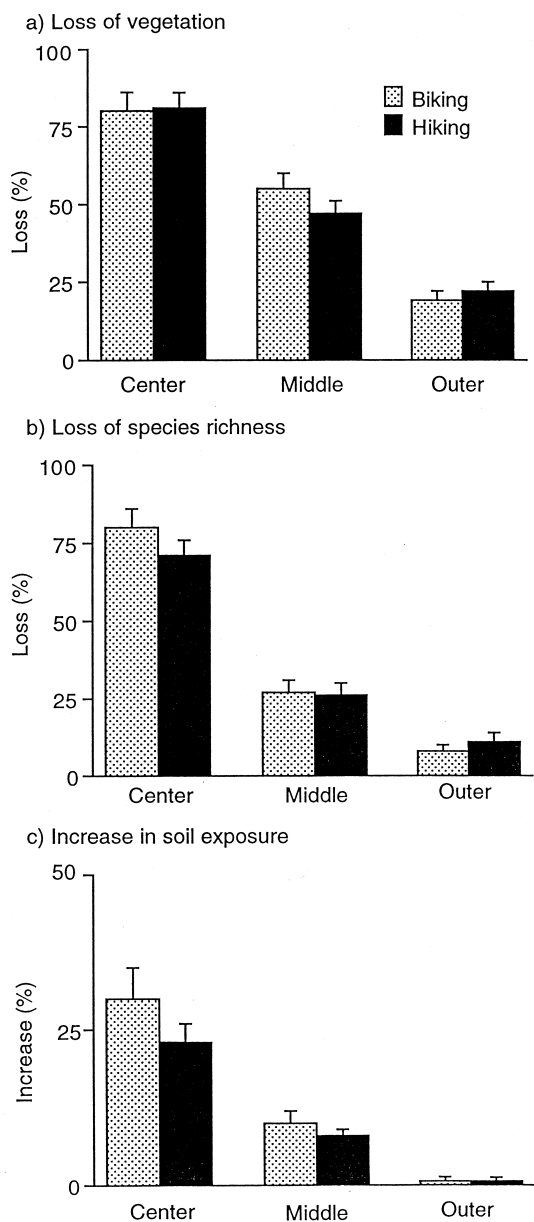 a) Loss of vegetation
100
75
50
25
0
Loss (%)
Biking
Hiking
Center Middle Outer
b) Loss of species richness
100
75
50
25
0
Loss (%)
Center Middle Outer
c) Increase in soil exposure
50
25
0
Increase (%)
Center Middle Outer